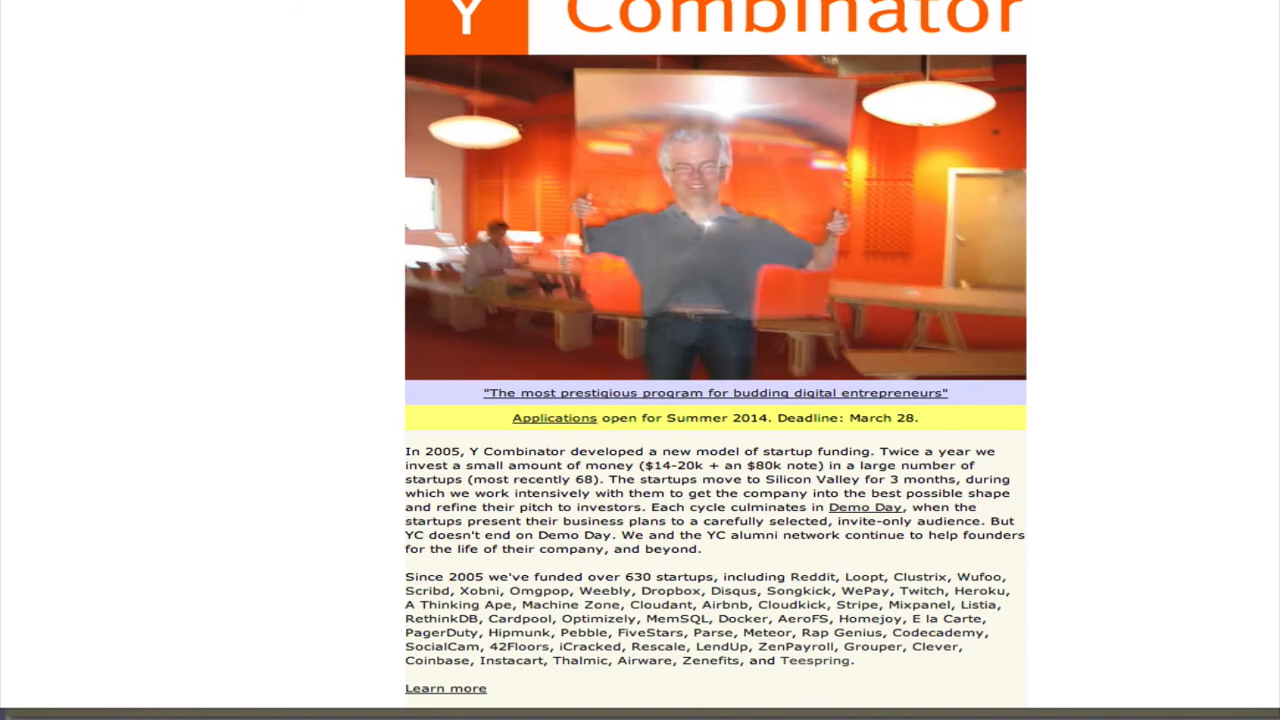 Y Combinator
"The most prestigious program for budding digital entrepreneurs"
Applications open for Summer 2014. Deadline: March 28.
In 2005, Y Combinator developed a new model of startup funding. Twice a year we
invest a small amount of money ($14-20k + an $80k note) in a large number of
startups (most recently 68). The startups move to Silicon Valley for 3 months, during
which we work intensively with them to get the company into the best possible shape
and refine their pitch to investors. Each cycle culminates in Demo Day, when the
startups present their business plans to a carefully selected, invite-only audience. But
YC doesn't end on Demo Day. We and the YC alumni network continue to help founders
for the life of their company, and beyond.
Since 2005 we've funded over 630 startups, including Reddit, Loopt, Clustrix, Wufoo,
Scribd, Xobni, Omgpop, Weebly, Dropbox, Disqus, Songkick, WePay, Twitch, Heroku,
A Thinking Ape, Machine Zone, Cloudant, Airbnb, Cloudkick, Stripe, Mixpanel, Listia,
RethinkDB, Cardpool, Optimizely, MemSQL, Docker, AeroFS, Homejoy, E la Carte,
PagerDuty, Hipmunk, Pebble, FiveStars, Parse, Meteor, Rap Genius, Codecademy,
SocialCam, 42Floors, iCracked, Rescale, LendUp, ZenPayroll, Grouper, Clever,
Coinbase, Instacart, Thalmic, Airware, Zenefits, and Teespring.
Learn more